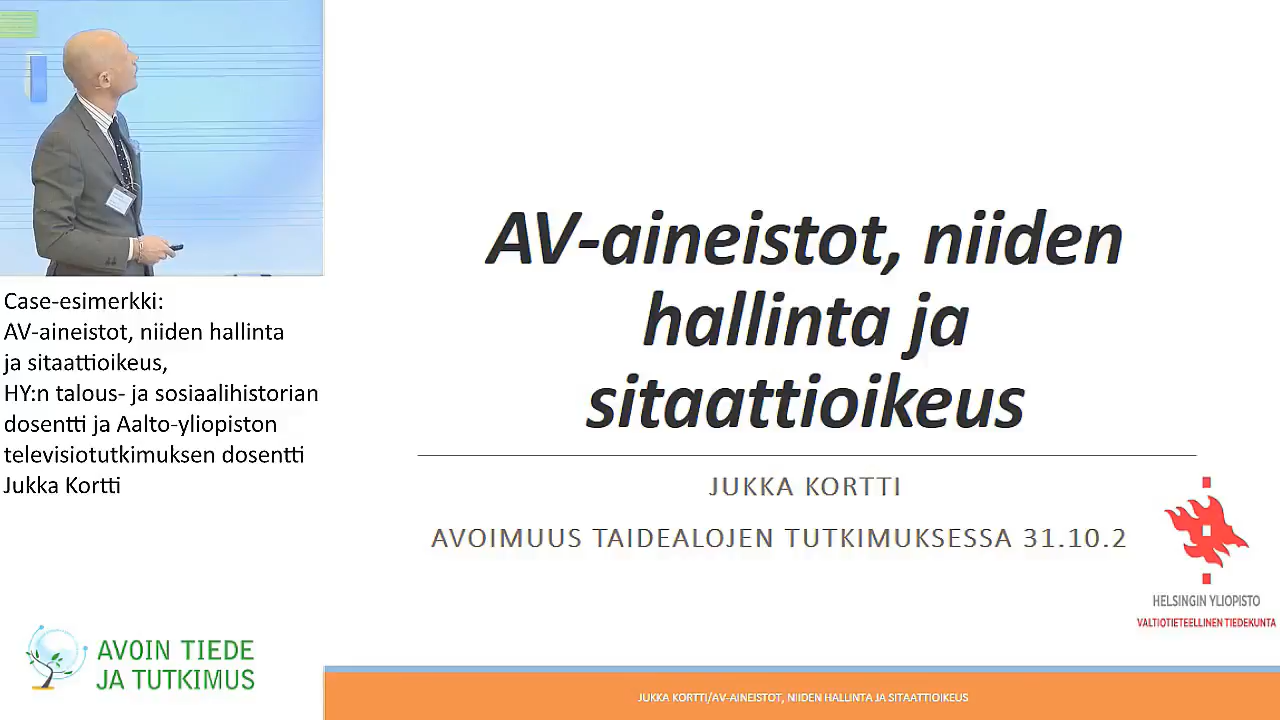 Case-esimerkki:
AV-aineistot, niiden hallinta
ja sitaattioikeus,
HY:n talous- ja sosiaalihistorian
dosentti ja Aalto-yliopiston
televisiotutkimuksen dosentti
Jukka Kortti
AVOIN TIEDE
JA TUTKIMUS
AV-aineistot, niiden
hallinta ja
sitaattioikeus
JUKKA KORTTI
AVOIMUUS TAIDEALOJEN TUTKIMUKSESSA 31.10.2
HELSINGIN YLIOPISTO
VALTIOTIETEELLINEN TIEDEKUNTA
JUKKA KORTTI/AV-AINEISTOT, NIIDEN HALLINTA JA SITAATTIOIKEUS